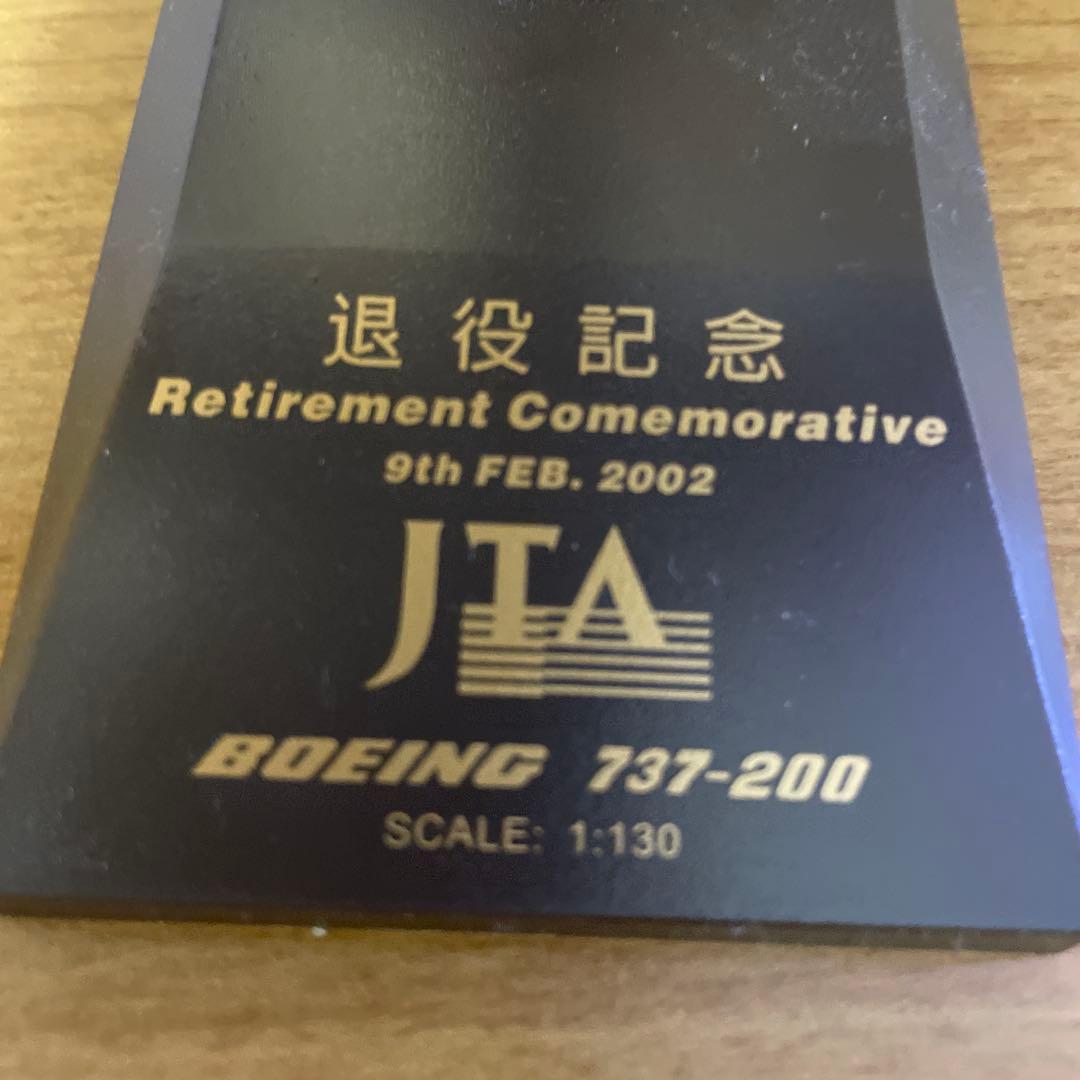 退役記念
Retirement Comemorative
9th FEB. 2002
JTA
BOEING 737-200
SCALE: 1:130